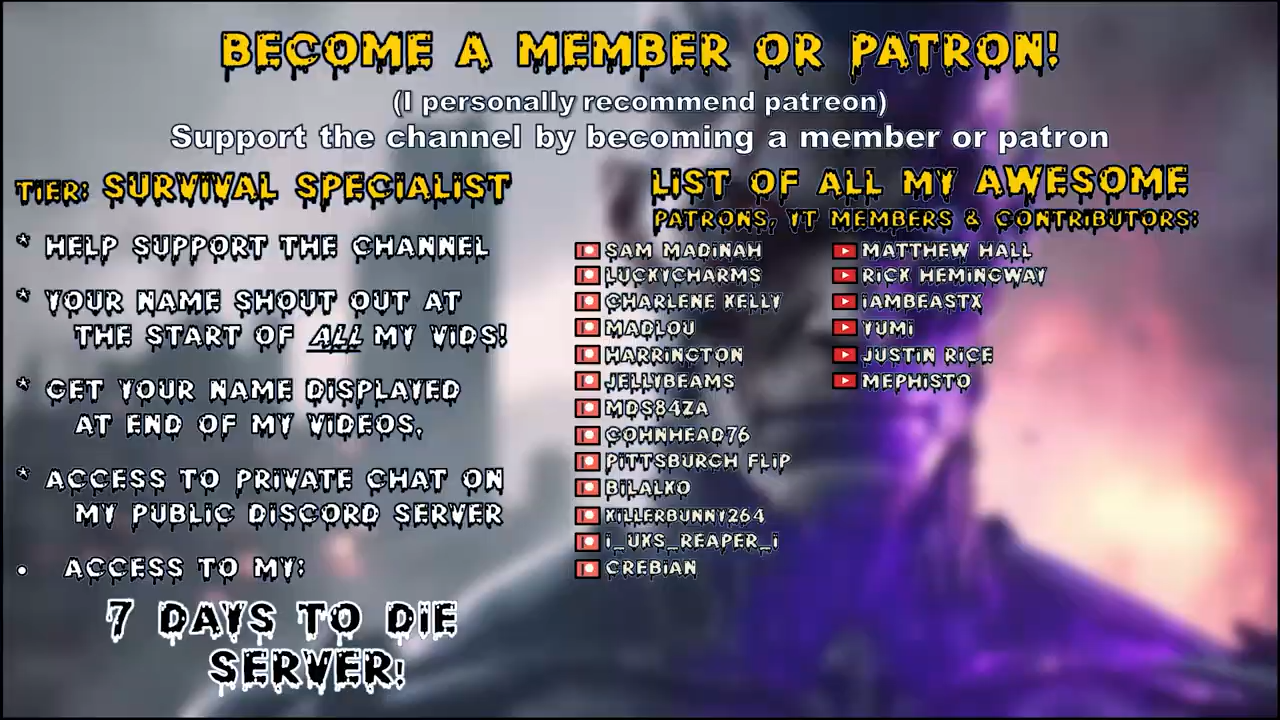 BECOME A MEMBER OR PATRON!
(I personally recommend patreon)
Support the channel by becoming a member or patron
TiER: SURViVAL SPECiALiST
* HELP SUPPORT THE CHANNEL
* YOUR NAME SHOUT OUT AT
THE START OF ALL MY ViDS!
* GET YOUR NAME DiSPLAYED
AT END OF MY ViDEOS.
* ACCESS TO PRiVATE CHAT ON
MY PUBLiC DiSCORD SERVER
• ACCESS TO MY:
7 DAYS TO DiE
SERVER!
LiST OF ALL MY AWESOME
PATRONS, YT MEMBERS & CONTRiBUTORS:
SAM MADiNAH
LUCKYCHARMS
CHARLENE KELLY
MADLOU
HARRiNGTON
JELLYBEAMS
MDS84ZA
COHNHEAD76
PiTTSBURGH FLiP
BiLALKO
KiLLERBUNNY264
i_UKS_REAPER_i
CREBiAN
MATTHEW HALL
RiCK HEMiNGWAY
iAMBEASTX
YUMi
JUSTiN RiCE
MEPHiSTO